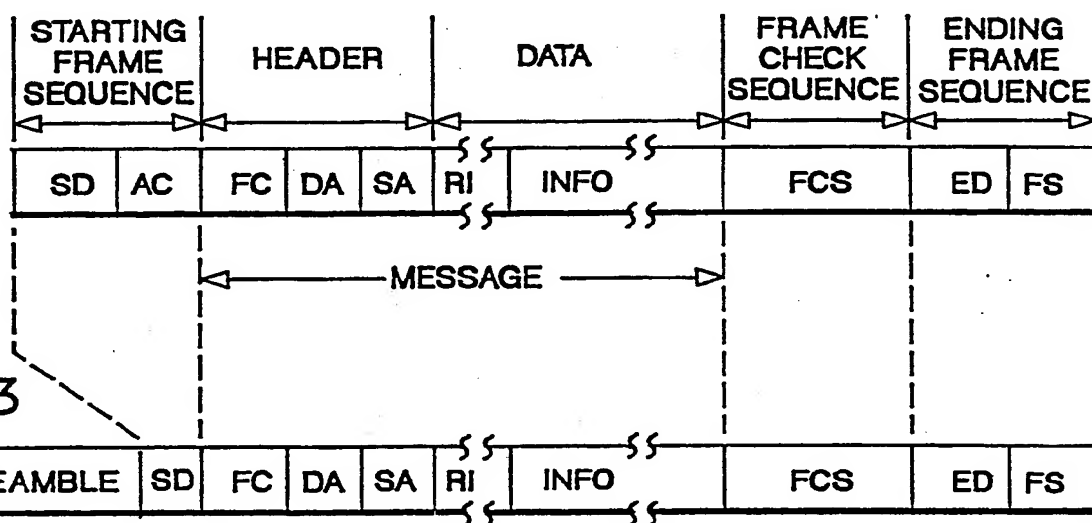 STARTING FRAME SEQUENCE
HEADER
DATA
FRAME CHECK SEQUENCE
ENDING FRAME SEQUENCE
SD AC FC DA SA RI INFO FCS ED FS
MESSAGE
3
EAMBLE SD FC DA SA RI INFO FCS ED FS